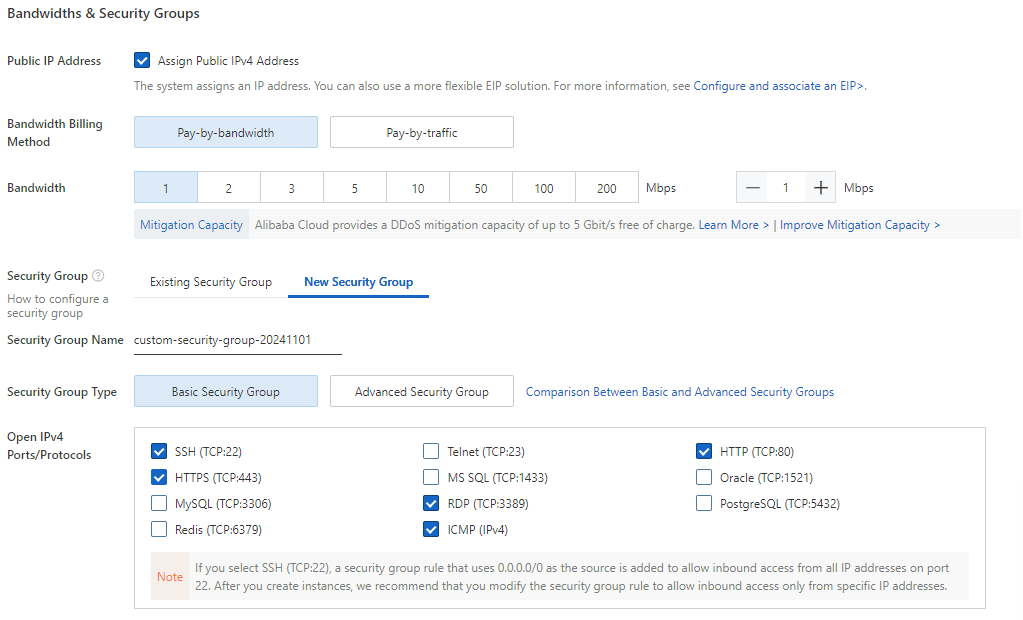 Bandwidths & Security Groups
Public IP Address
Assign Public IPv4 Address
The system assigns an IP address. You can also use a more flexible EIP solution. For more information, see Configure and associate an EIP>.
Bandwidth Billing
Method
Pay-by-bandwidth
Pay-by-traffic
Bandwidth
1 2 3 5 10 50 100 200 Mbps — 1 + Mbps
Mitigation Capacity Alibaba Cloud provides a DDoS mitigation capacity of up to 5 Gbit/s free of charge. Learn More > | Improve Mitigation Capacity >
Security Group ?
How to configure a
security group
Existing Security Group
New Security Group
Security Group Name custom-security-group-20241101
Security Group Type
Basic Security Group
Advanced Security Group
Comparison Between Basic and Advanced Security Groups
Open IPv4
Ports/Protocols
SSH (TCP:22) Telnet (TCP:23) HTTP (TCP:80)
HTTPS (TCP:443) MS SQL (TCP:1433) Oracle (TCP:1521)
MySQL (TCP:3306) RDP (TCP:3389) PostgreSQL (TCP:5432)
Redis (TCP:6379) ICMP (IPv4)
Note
If you select SSH (TCP:22), a security group rule that uses 0.0.0.0/0 as the source is added to allow inbound access from all IP addresses on port
22. After you create instances, we recommend that you modify the security group rule to allow inbound access only from specific IP addresses.